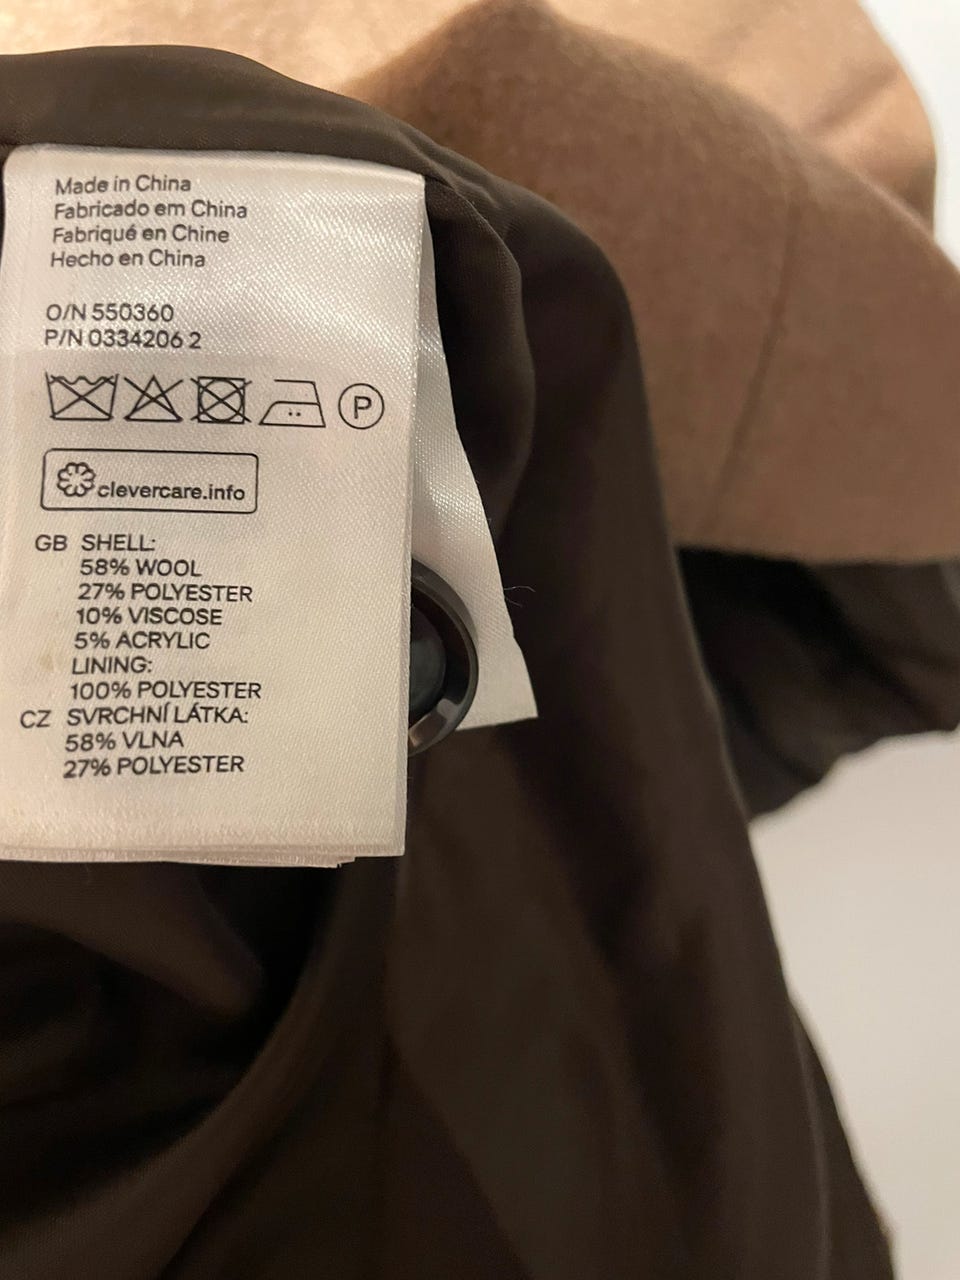 Made in China
Fabricado em China
Fabriqué en Chine
Hecho en China
O/N 550360
P/N 0334206 2
P
clevercare.info
GB SHELL:
58% WOOL
27% POLYESTER
10% VISCOSE
5% ACRYLIC
LINING:
100% POLYESTER
CZ SVRCHNÍ LÁTKA:
58% VLNA
27% POLYESTER